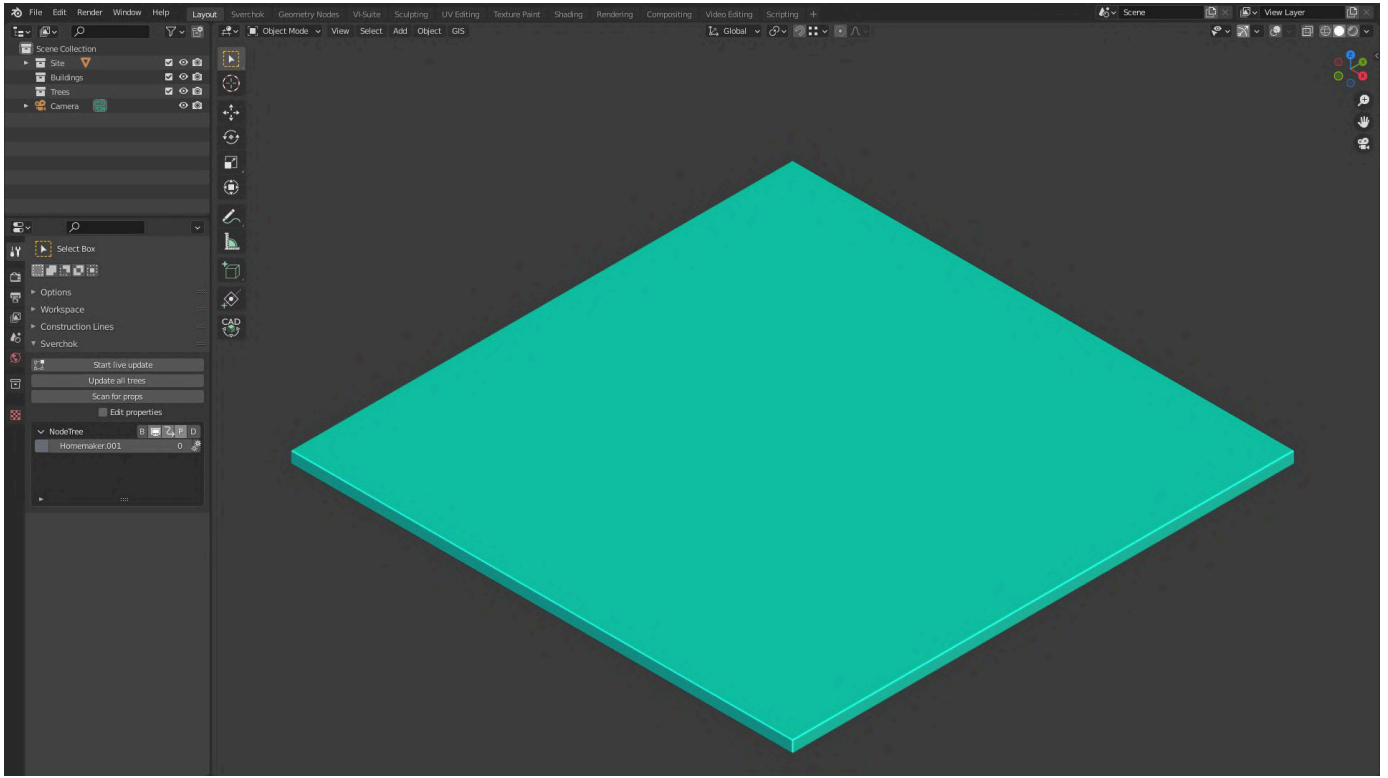 File Edit Render Window Help Layout Sverchok Geometry Nodes VI-Suite Sculpting UV Editing Texture Paint Shading Rendering Compositing Video Editing Scripting + Scene View Layer
Object Mode View Select Add Object GIS Global
Scene Collection
Site
Buildings
Trees
Camera
Select Box
Options
Workspace
Construction Lines
Sverchok
Start live update
Update all trees
Scan for props
Edit properties
NodeTree B P D
Homemaker.001 0
CAD